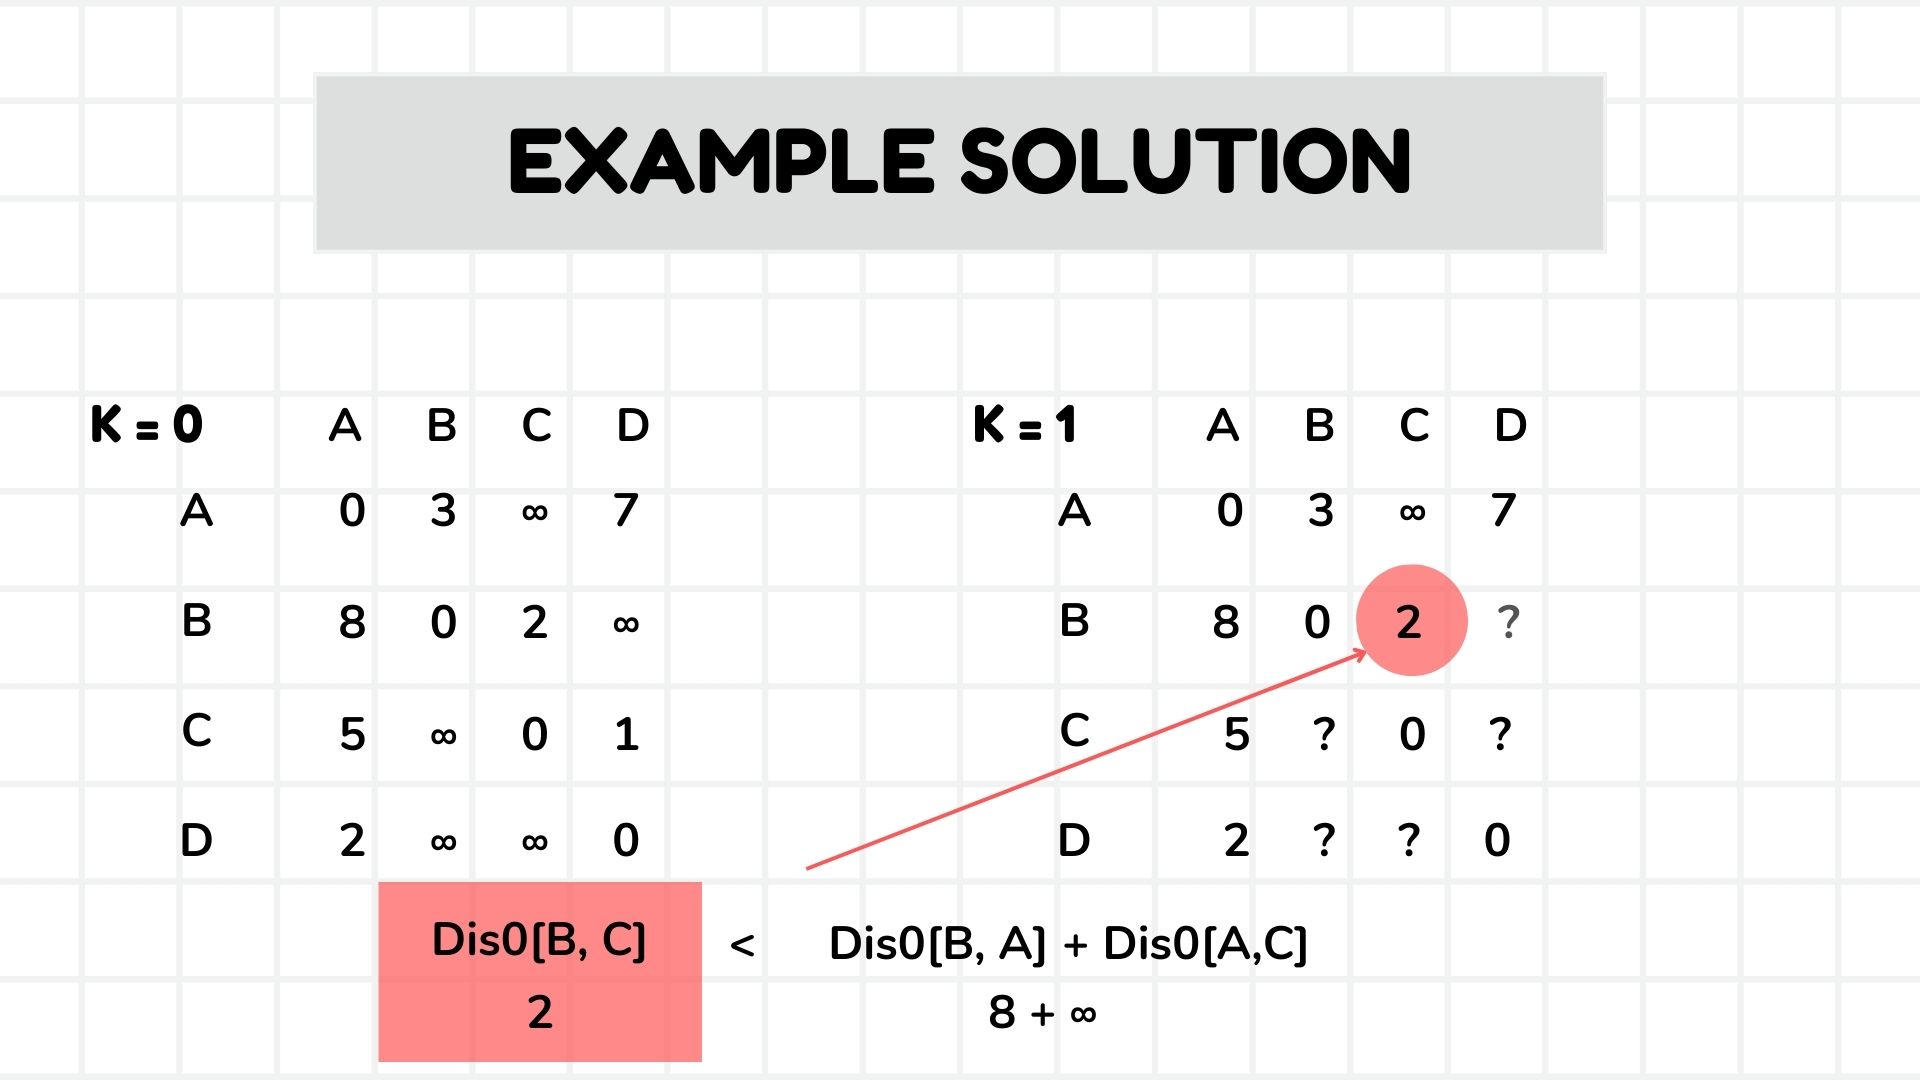 EXAMPLE SOLUTION
K = 0 A B C D
A 0 3 ∞ 7
B 8 0 2 ∞
C 5 ∞ 0 1
D 2 ∞ ∞ 0
K = 1 A B C D
A 0 3 ∞ 7
B 8 0 2 ?
C 5 ? 0 ?
D 2 ? ? 0
Dis0[B, C] < Dis0[B, A] + Dis0[A,C]
2 8 + ∞